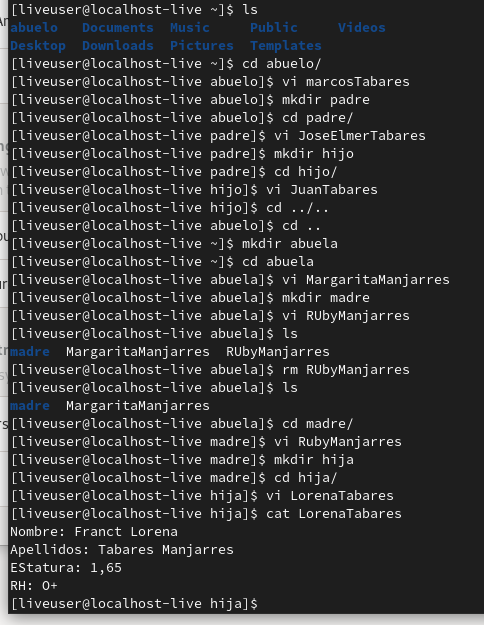 [liveuser@localhost-live ~]$ ls
abuelo Documents Music Public Videos
Desktop Downloads Pictures Templates
[liveuser@localhost-live ~]$ cd abuelo/
[liveuser@localhost-live abuelo]$ vi marcosTabares
[liveuser@localhost-live abuelo]$ mkdir padre
[liveuser@localhost-live abuelo]$ cd padre/
[liveuser@localhost-live padre]$ vi JoseElmerTabares
[liveuser@localhost-live padre]$ mkdir hijo
[liveuser@localhost-live padre]$ cd hijo/
[liveuser@localhost-live hijo]$ vi JuanTabares
[liveuser@localhost-live hijo]$ cd ../..
[liveuser@localhost-live abuelo]$ cd ..
[liveuser@localhost-live ~]$ mkdir abuela
[liveuser@localhost-live ~]$ cd abuela
[liveuser@localhost-live abuela]$ vi MargaritaManjarres
[liveuser@localhost-live abuela]$ mkdir madre
[liveuser@localhost-live abuela]$ vi RUbyManjarres
[liveuser@localhost-live abuela]$ ls
madre MargaritaManjarres RUbyManjarres
[liveuser@localhost-live abuela]$ rm RUbyManjarres
[liveuser@localhost-live abuela]$ ls
madre MargaritaManjarres
[liveuser@localhost-live abuela]$ cd madre/
[liveuser@localhost-live madre]$ vi RubyManjarres
[liveuser@localhost-live madre]$ mkdir hija
[liveuser@localhost-live madre]$ cd hija/
[liveuser@localhost-live hija]$ vi LorenaTabares
[liveuser@localhost-live hija]$ cat LorenaTabares
Nombre: Franct Lorena
Apellidos: Tabares Manjarres
EStatura: 1,65
RH: O+
[liveuser@localhost-live hija]$